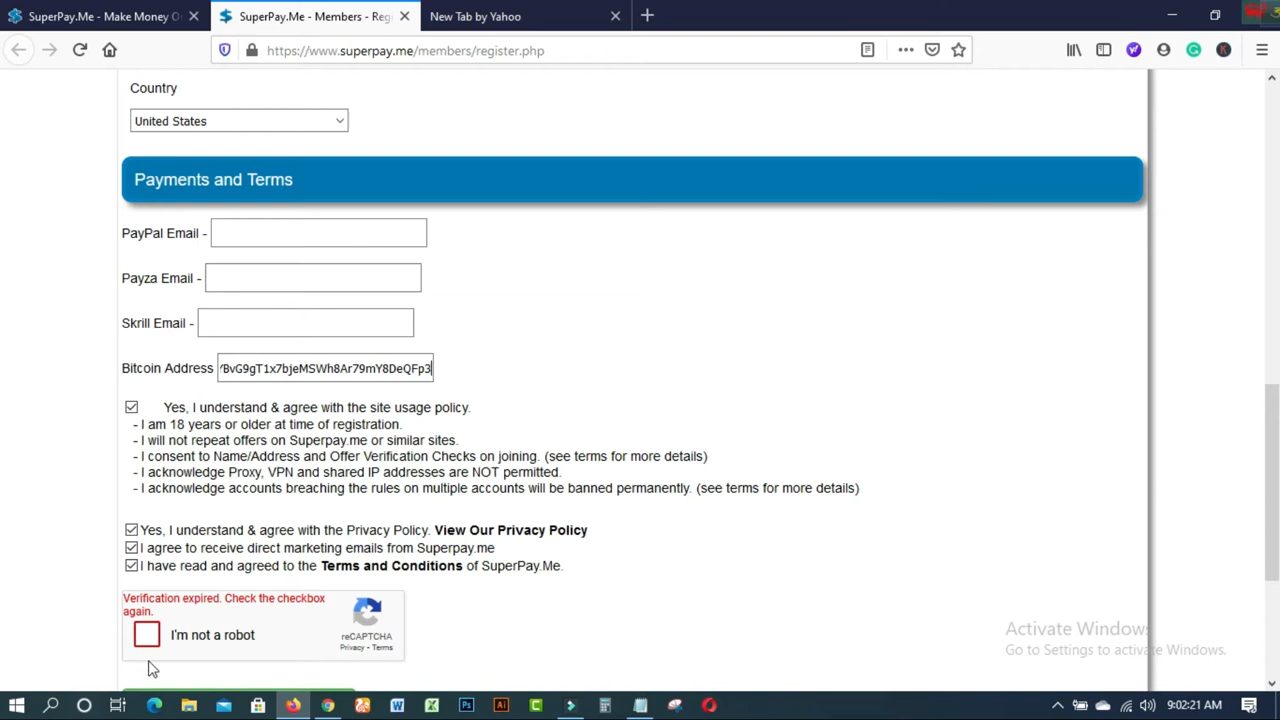 SuperPay.Me - Make Money O
SuperPay.Me - Members - Reg
New Tab by Yahoo
https://www.superpay.me/members/register.php
Country
United States
Payments and Terms
PayPal Email -
Payza Email -
Skrill Email -
Bitcoin Address
BvG9gT1x7bjeMSWh8Ar79mY8DeQFp3
Yes, I understand & agree with the site usage policy.
- I am 18 years or older at time of registration.
- I will not repeat offers on Superpay.me or similar sites.
- I consent to Name/Address and Offer Verification Checks on joining. (see terms for more details)
- I acknowledge Proxy, VPN and shared IP addresses are NOT permitted.
- I acknowledge accounts breaching the rules on multiple accounts will be banned permanently. (see terms for more details)
Yes, I understand & agree with the Privacy Policy. View Our Privacy Policy
I agree to receive direct marketing emails from Superpay.me
I have read and agreed to the Terms and Conditions of SuperPay.Me.
Verification expired. Check the checkbox
again.
I'm not a robot
reCAPTCHA
Privacy - Terms
Activate Windows
Go to Settings to activate Windows.
9:02:21 AM